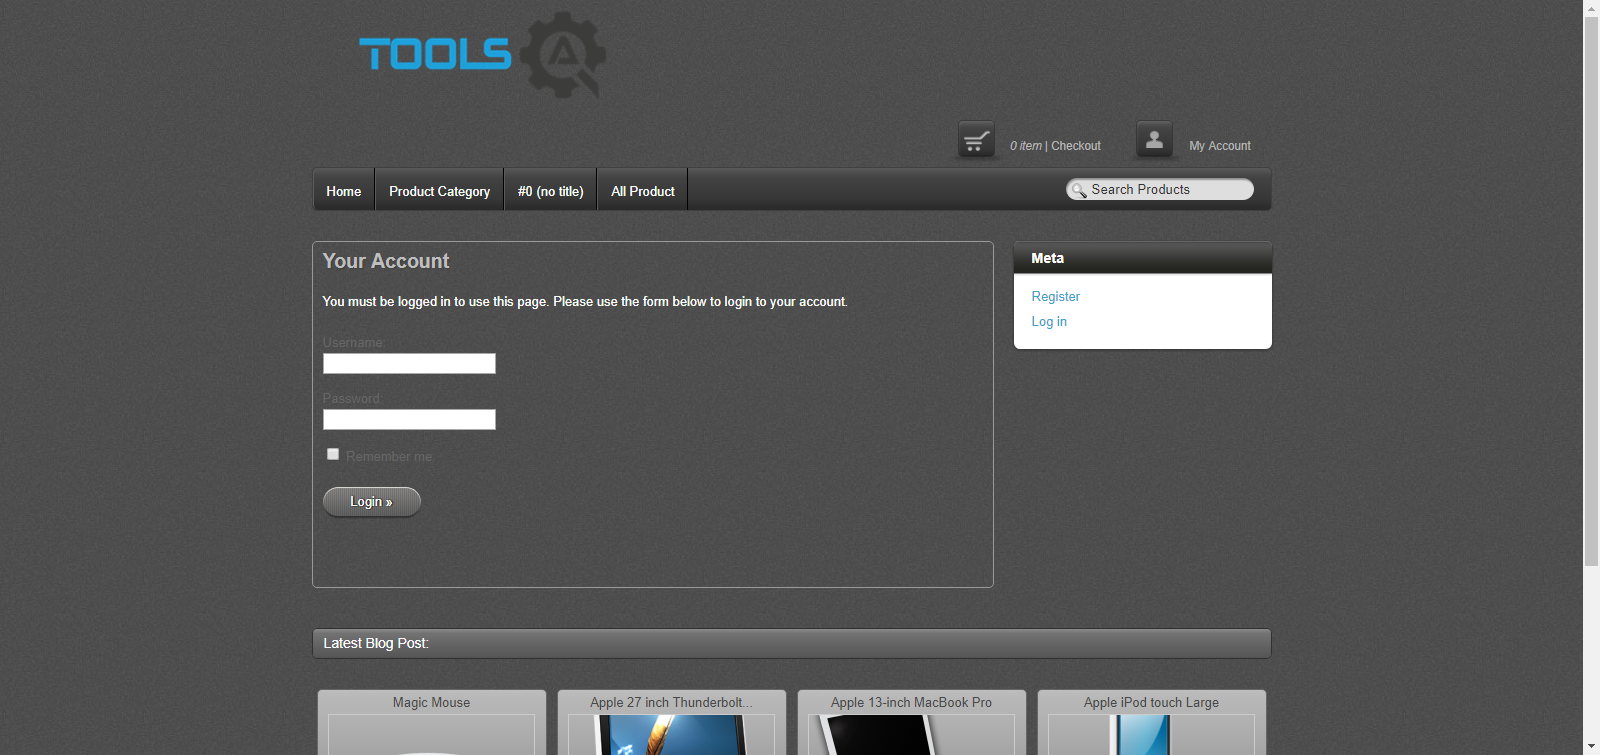 TOOLS
0 item | Checkout
My Account
Home
Product Category
#0 (no title)
All Product
Search Products
Your Account
You must be logged in to use this page. Please use the form below to login to your account.
Username:
Password:
Remember me
Login »
Meta
Register
Log in
Latest Blog Post:
Magic Mouse
Apple 27 inch Thunderbolt...
Apple 13-inch MacBook Pro
Apple iPod touch Large